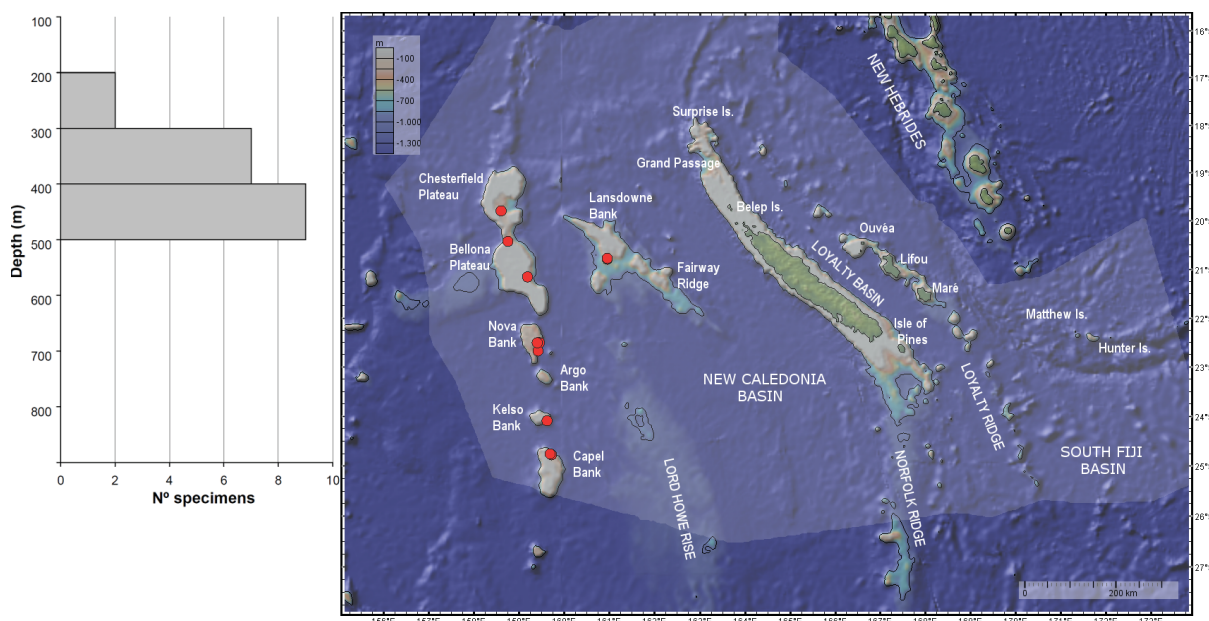 100
200
300
400
500
600
700
800
Depth (m)
0 2 4 6 8 10
Nº specimens
m
-100
-400
-700
-1.000
-1.300
NEW HEBRIDES
Surprise Is.
Grand Passage
Chesterfield
Plateau
Lansdowne
Bank
Belep Is.
Ouvéa
Bellona
Plateau
LOYALTY BASIN
Lifou
Fairway
Ridge
Maré
Matthew Is.
Nova
Bank
Isle of
Pines
Hunter Is.
Argo
Bank
NEW CALEDONIA
BASIN
LOYALTY RIDGE
Kelso
Bank
Capel
Bank
LORD HOWE RISE
NORFOLK RIDGE
SOUTH FIJI
BASIN
0 200 km
16°S
17°S
18°S
19°S
20°S
21°S
22°S
23°S
24°S
25°S
26°S
27°S